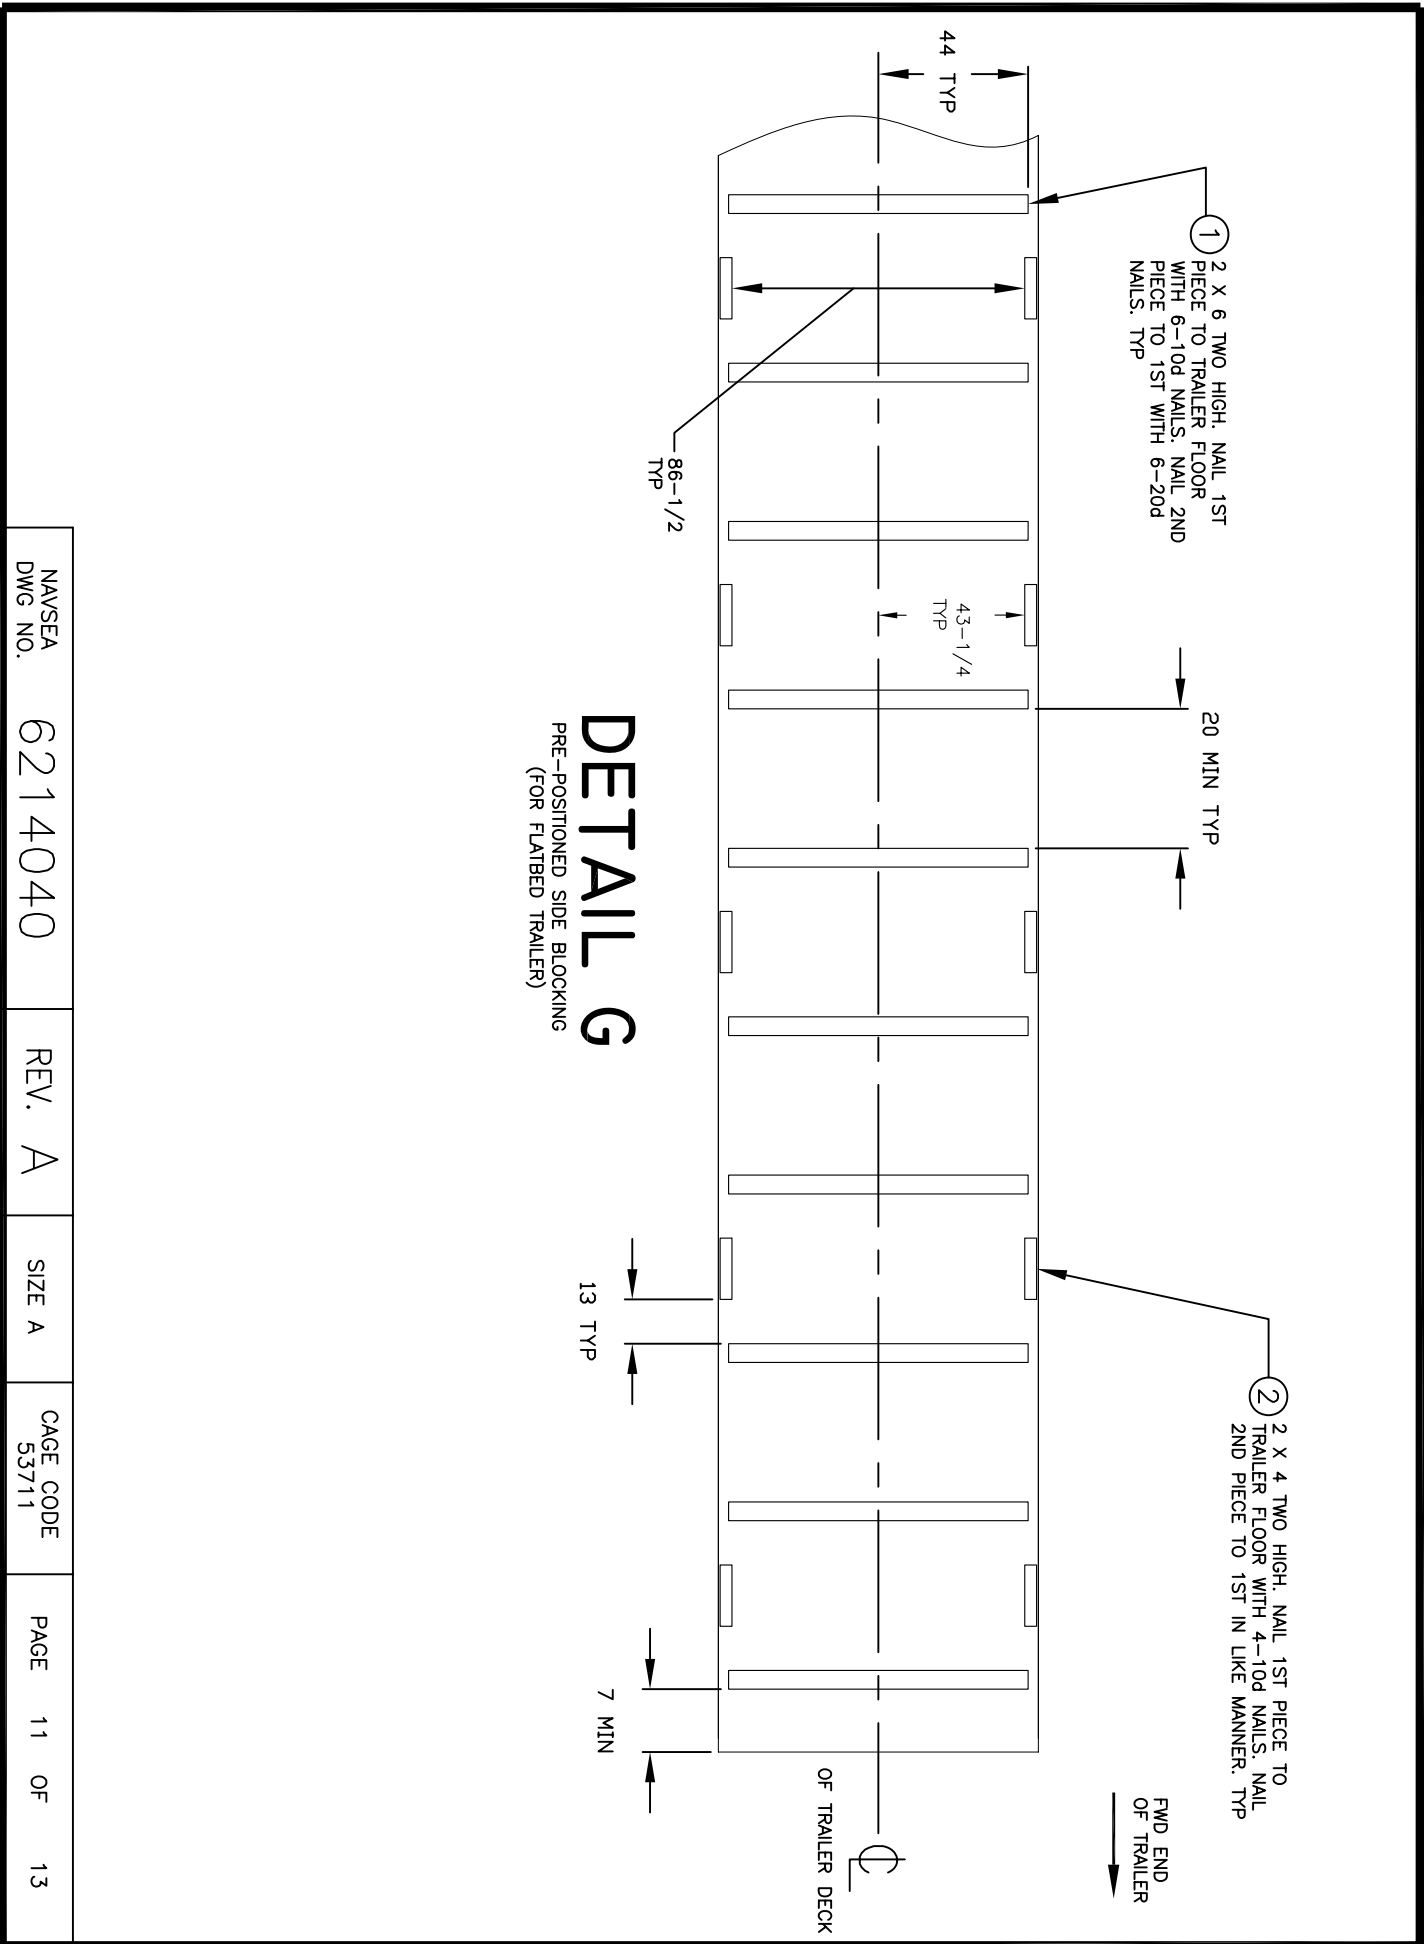 44 TYP
1
2 X 6 TWO HIGH. NAIL 1ST
PIECE TO TRAILER FLOOR
WITH 6-10d NAILS. NAIL 2ND
PIECE TO 1ST WITH 6-20d
NAILS. TYP
20 MIN TYP
2
2 X 4 TWO HIGH. NAIL 1ST PIECE TO
TRAILER FLOOR WITH 4-10d NAILS. NAIL
2ND PIECE TO 1ST IN LIKE MANNER. TYP
FWD END
OF TRAILER
43-1/4
TYP
86-1/2
TYP
13 TYP
7 MIN
CL
OF TRAILER DECK
DETAIL G
PRE-POSITIONED SIDE BLOCKING
(FOR FLATBED TRAILER)
NAVSEA
DWG NO.
6214040
REV. A
SIZE A
CAGE CODE
53711
PAGE 11 OF 13